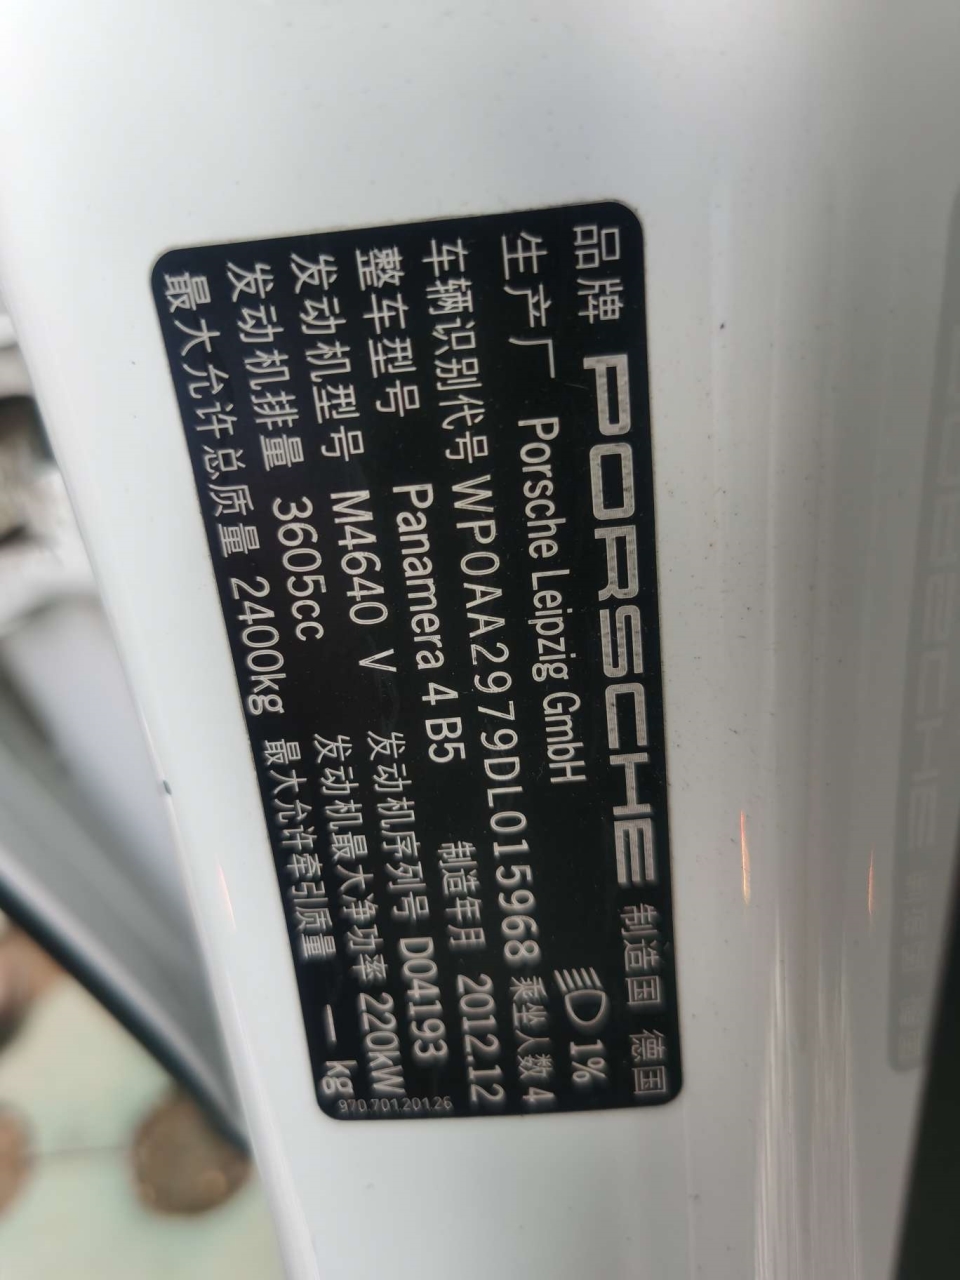 品牌 PORSCHE 制造国 德国
生产厂 Porsche Leipzig GmbH 1%
车辆识别代号 WP0AA2979DL015968 乘坐人数 4
整车型号 Panamera 4 B5 制造年月 2012.12
发动机型号 M4640 V 发动机序列号 D04193
发动机排量 3605cc 发动机最大净功率 220kW
最大允许总质量 2400kg 最大允许牵引质量 — kg
970.701.201.26